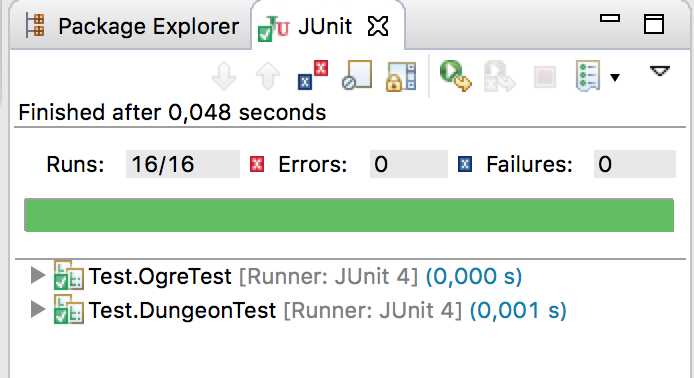 Package Explorer JUnit
Finished after 0,048 seconds
Runs: 16/16 Errors: 0 Failures: 0
Test.OgreTest [Runner: JUnit 4] (0,000 s)
Test.DungeonTest [Runner: JUnit 4] (0,001 s)